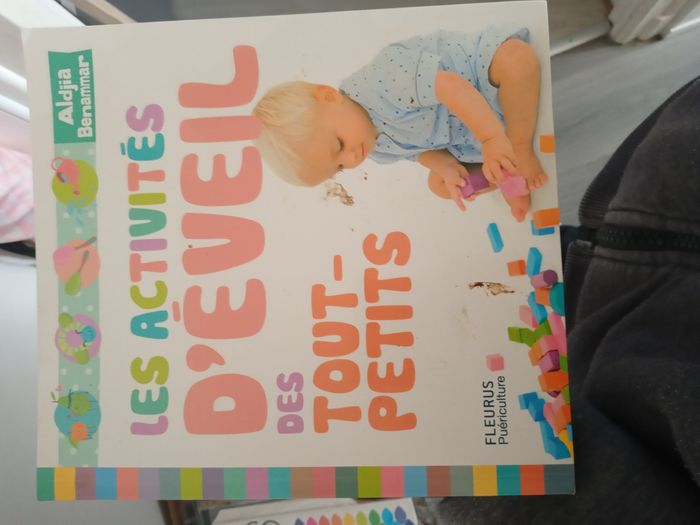 Aldjia
Benammar
LES ACTIVITÉS
D'ÉVEIL
DES
TOUT-
PETITS
FLEURUS
Puériculture